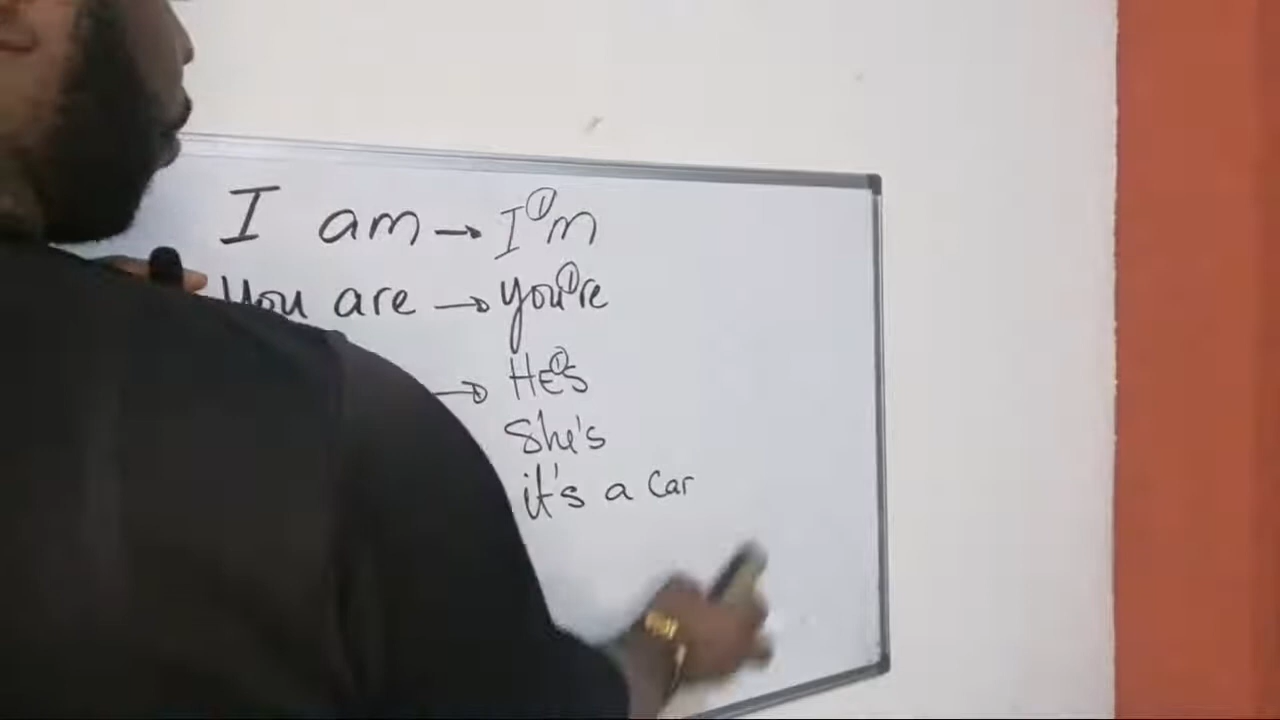 I am → I'm
You are → you're
→ HE's
She's
it's a car